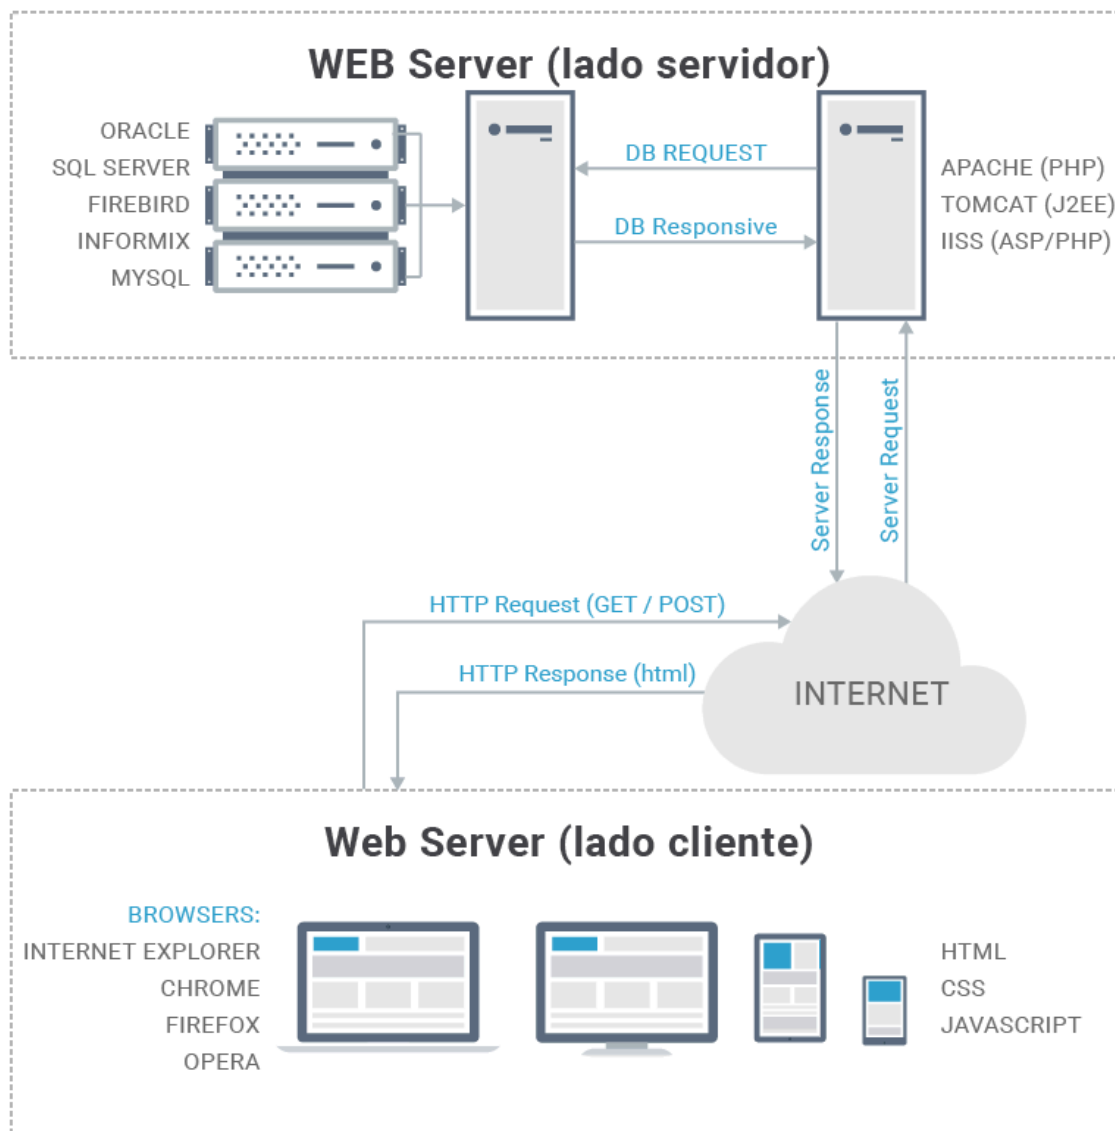 WEB Server (lado servidor)
ORACLE
SQL SERVER
FIREBIRD
INFORMIX
MYSQL
DB REQUEST
DB Responsive
APACHE (PHP)
TOMCAT (J2EE)
IISS (ASP/PHP)
Server Response
Server Request
HTTP Request (GET / POST)
HTTP Response (html)
INTERNET
Web Server (lado cliente)
BROWSERS:
INTERNET EXPLORER
CHROME
FIREFOX
OPERA
HTML
CSS
JAVASCRIPT